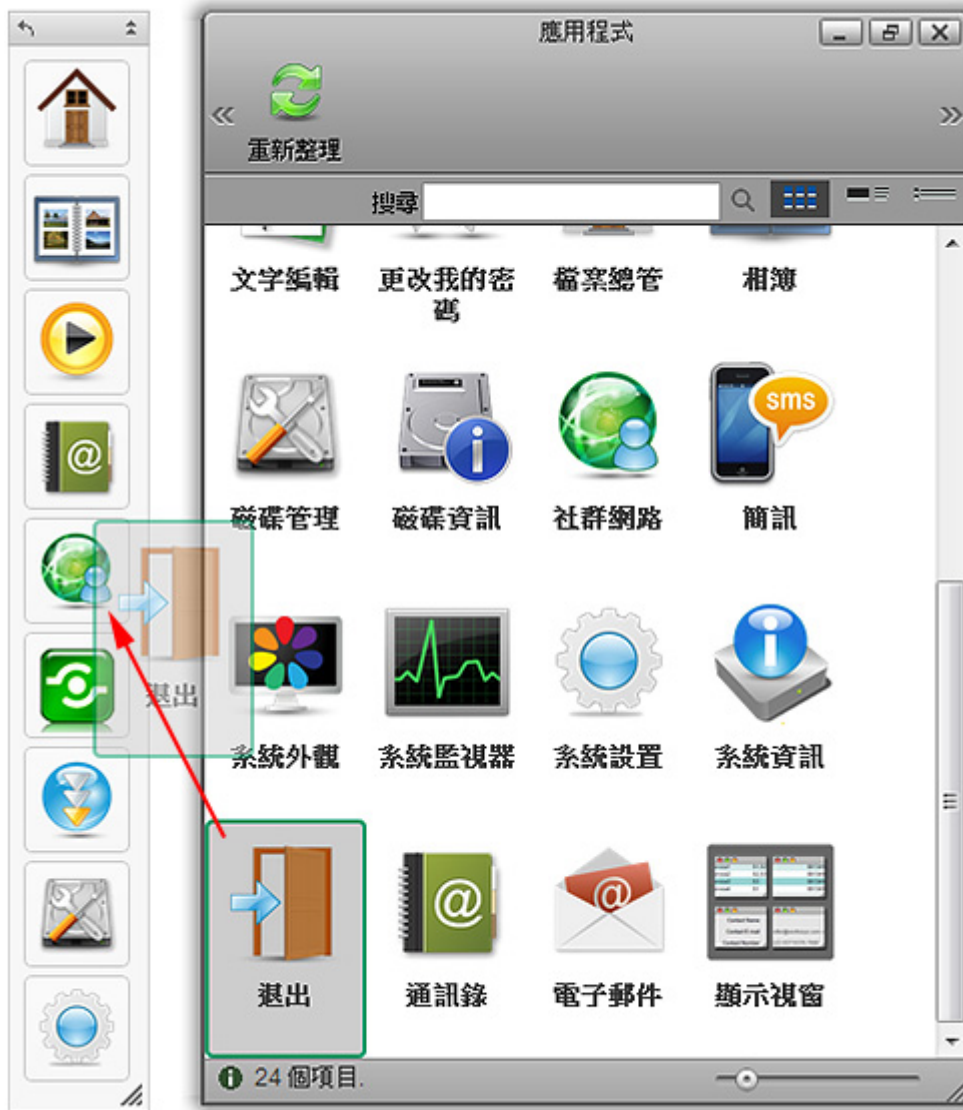 應用程式
重新整理
搜尋
文字編輯
更改我的密碼
檔案總管
相簿
磁碟管理
磁碟資訊
社群網路
sms
簡訊
退出
系統外觀
系統監視器
系統設置
系統資訊
退出
通訊錄
電子郵件
顯示視窗
24 個項目.